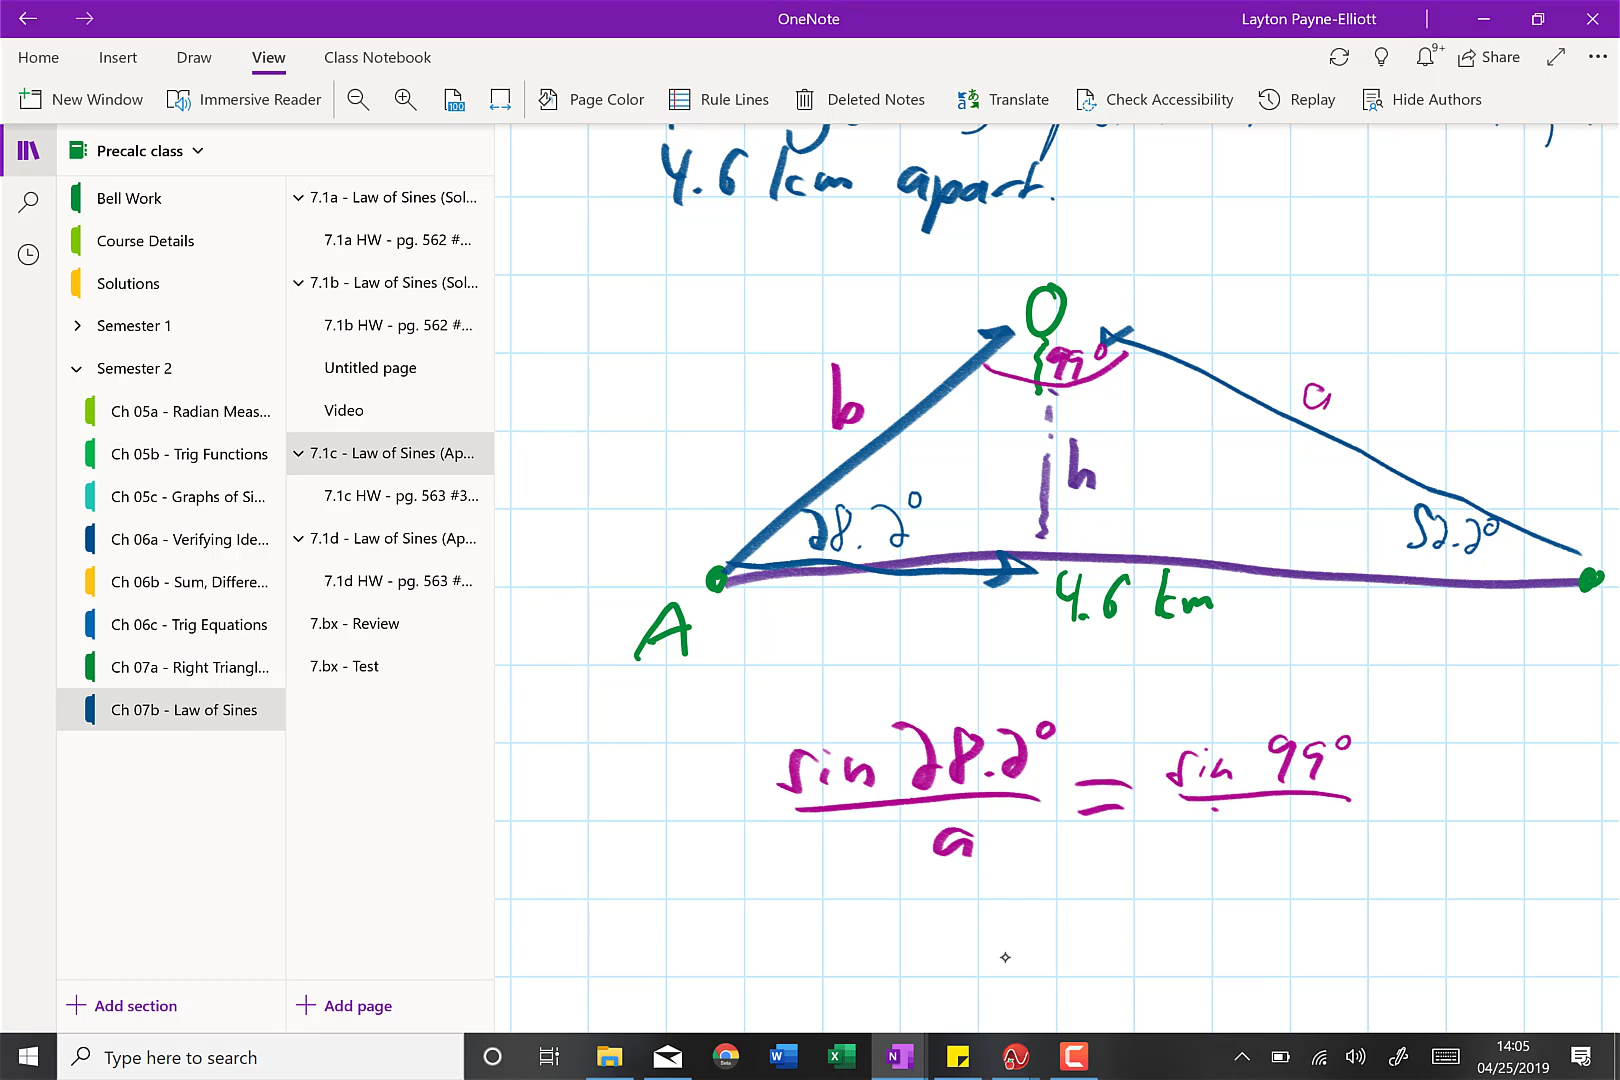 OneNote
Layton Payne-Elliott
Home Insert Draw View Class Notebook
9+
Share
New Window Immersive Reader 100 Page Color Rule Lines Deleted Notes Translate Check Accessibility Replay Hide Authors
Precalc class
Bell Work
Course Details
Solutions
Semester 1
Semester 2
Ch 05a - Radian Meas...
Ch 05b - Trig Functions
Ch 05c - Graphs of Si...
Ch 06a - Verifying Ide...
Ch 06b - Sum, Differe...
Ch 06c - Trig Equations
Ch 07a - Right Triangl...
Ch 07b - Law of Sines
Add section
7.1a - Law of Sines (Sol...
7.1a HW - pg. 562 #...
7.1b - Law of Sines (Sol...
7.1b HW - pg. 562 #...
Untitled page
Video
7.1c - Law of Sines (Ap...
7.1c HW - pg. 563 #3...
7.1d - Law of Sines (Ap...
7.1d HW - pg. 563 #...
7.bx - Review
7.bx - Test
Add page
4.6 km apart.
99°
b
a
h
28.2°
52.2°
4.6 km
A
sin 28.2° = sin 99°
a
Type here to search
Beta
14:05
04/25/2019